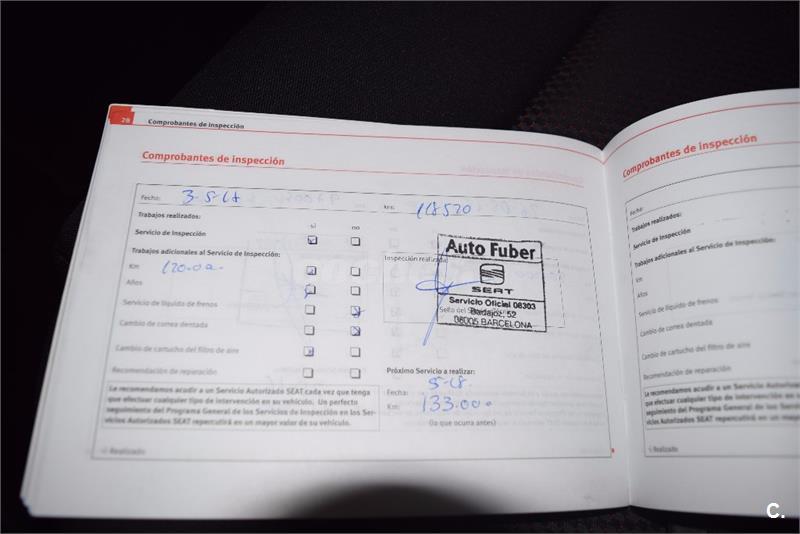 28 Comprobantes de inspección
Comprobantes de inspección
Fecha: 3-5-17 km: 118520
Trabajos realizados:
sí no
Servicio de Inspección
Trabajos adicionales al Servicio de Inspección:
Km 120.000
Años
Servicio de líquido de frenos
Cambio de correa dentada
Cambio de cartucho del filtro de aire
Recomendación de reparación
Inspección realizada
Auto Fuber
SEAT
Servicio Oficial 08303
Badajoz, 52
08005 BARCELONA
Sello del
Próximo Servicio a realizar:
Fecha: 5-18
Km: 133.000
(lo que ocurra antes)
Le recomendamos acudir a un Servicio Autorizado SEAT cada vez que tenga
que efectuar cualquier tipo de intervención en su vehículo. Un perfecto
seguimiento del Programa General de los Servicios de Inspección en los Ser-
vicios Autorizados SEAT repercutirá en un mayor valor de su vehículo.
Realizado
Comprobantes de inspección
Fecha:
Trabajos realizados:
Servicio de Inspección
Trabajos adicionales al Servicio de Inspección:
Km
Años
Servicio de líquido de frenos
Cambio de correa dentada
Cambio de cartucho del filtro de aire
Recomendación de reparación
Le recomendamos acudir a un Servicio Autorizado
que efectuar cualquier tipo de intervención en su
seguimiento del Programa General de los Servicios
vicios Autorizados SEAT repercutirá en un mayor
Realizado
C.